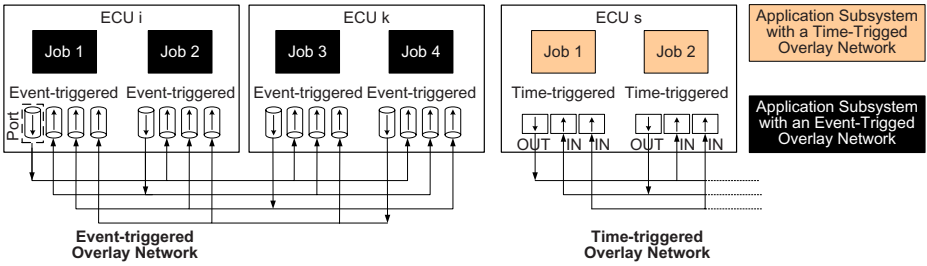 ECU i
ECU k
ECU s
Job 1
Job 2
Job 3
Job 4
Job 1
Job 2
Event-triggered
Event-triggered
Event-triggered
Event-triggered
Time-triggered
Time-triggered
Port
OUT
IN
IN
OUT
IN
IN
Application Subsystem
with a Time-Trigged
Overlay Network
Application Subsystem
with an Event-Trigged
Overlay Network
Event-triggered
Overlay Network
Time-triggered
Overlay Network